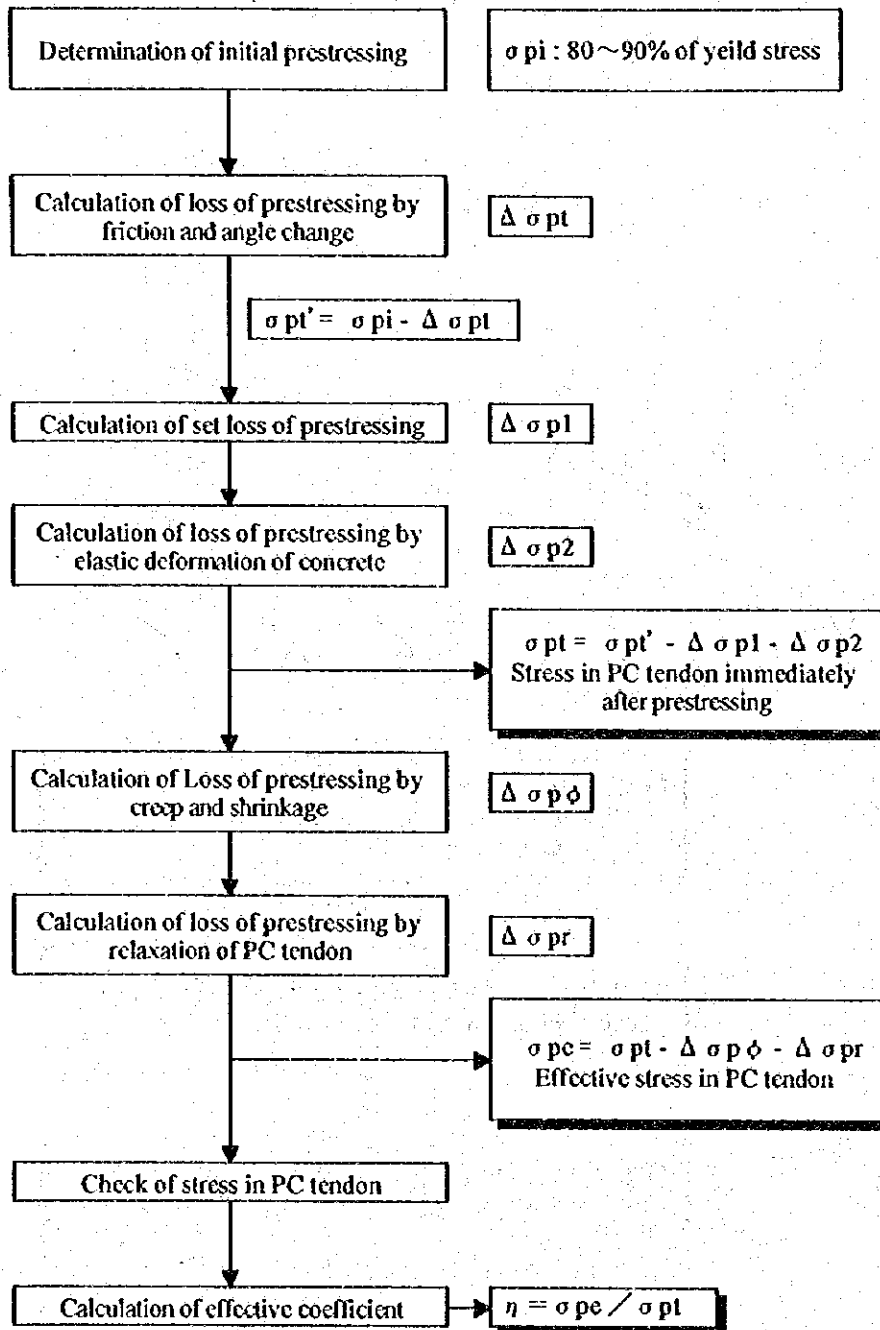 Determination of initial prestressing
σ pi : 80～90% of yeild stress
Calculation of loss of prestressing by
friction and angle change
Δ σ pt
σ pt' = σ pi - Δ σ pt
Calculation of set loss of prestressing
Δ σ p1
Calculation of loss of prestressing by
elastic deformation of concrete
Δ σ p2
σ pt = σ pt' - Δ σ p1 - Δ σ p2
Stress in PC tendon immediately
after prestressing
Calculation of Loss of prestressing by
creep and shrinkage
Δ σ p ϕ
Calculation of loss of prestressing by
relaxation of PC tendon
Δ σ pr
σ pe = σ pt - Δ σ p ϕ - Δ σ pr
Effective stress in PC tendon
Check of stress in PC tendon
Calculation of effective coefficient
η = σ pe ／ σ pt